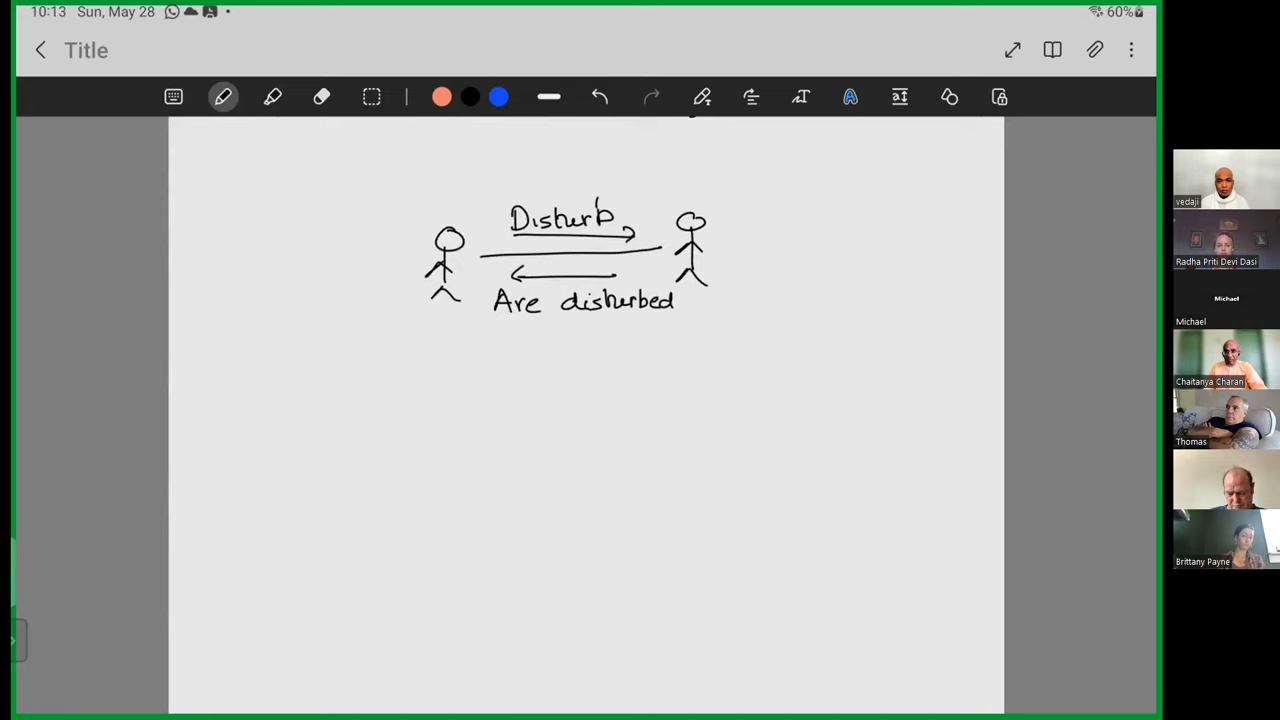 10:13 Sun, May 28
60%
Title
Disturb
Are disturbed
vedaji
Radha Priti Devi Dasi
Michael
Michael
Chaitanya Charan
Thomas
Brittany Payne